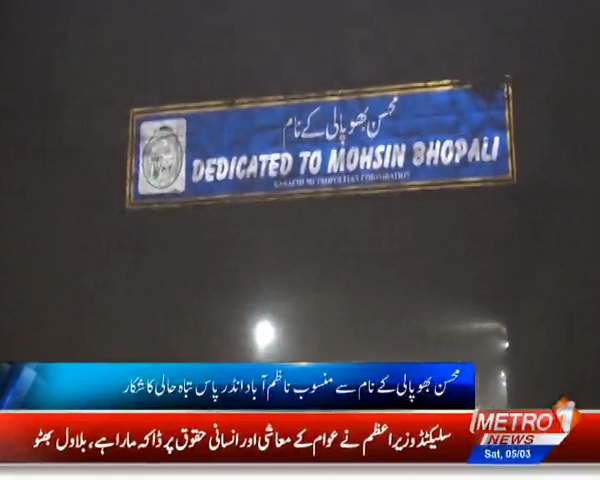 محسن بھوپالی کے نام
DEDICATED TO MOHSIN BHOPALI
KARACHI METROPOLITAN CORPORATION
محسن بھوپالی کے نام سے منسوب ناظم آباد انڈر پاس تباہ حالی کا شکار
سلیکٹڈ وزیراعظم نے عوام کے معاشی اور انسانی حقوق پر ڈاکہ مارا ہے، بلاول بھٹو
METRO 1
NEWS
Sat, 05/03